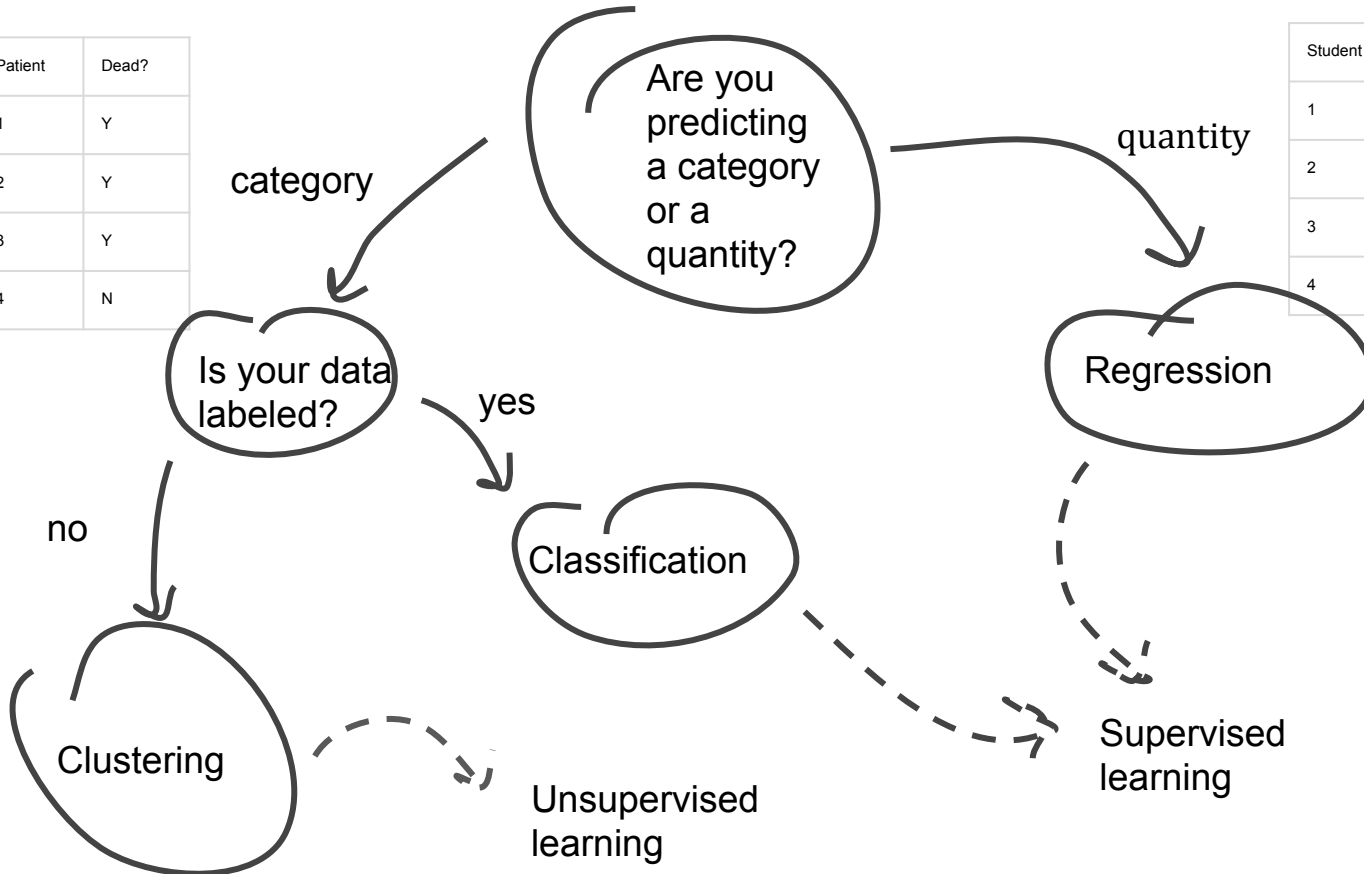 Patient Dead?
1 Y
2 Y
3 Y
4 N
Are you
predicting
a category
or a
quantity?
category
quantity
Student
1
2
3
4
Is your data
labeled?
yes
no
Regression
Classification
Clustering
Unsupervised
learning
Supervised
learning